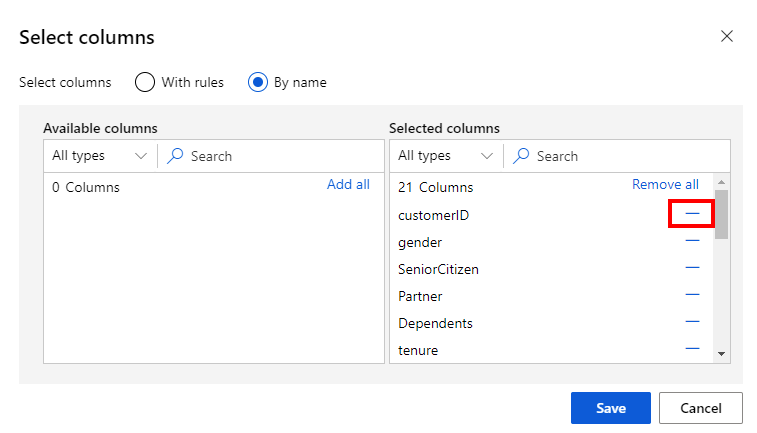 Select columns
Select columns With rules By name
Available columns
All types Search
0 Columns Add all
Selected columns
All types Search
21 Columns Remove all
customerID
gender
SeniorCitizen
Partner
Dependents
tenure
Save Cancel